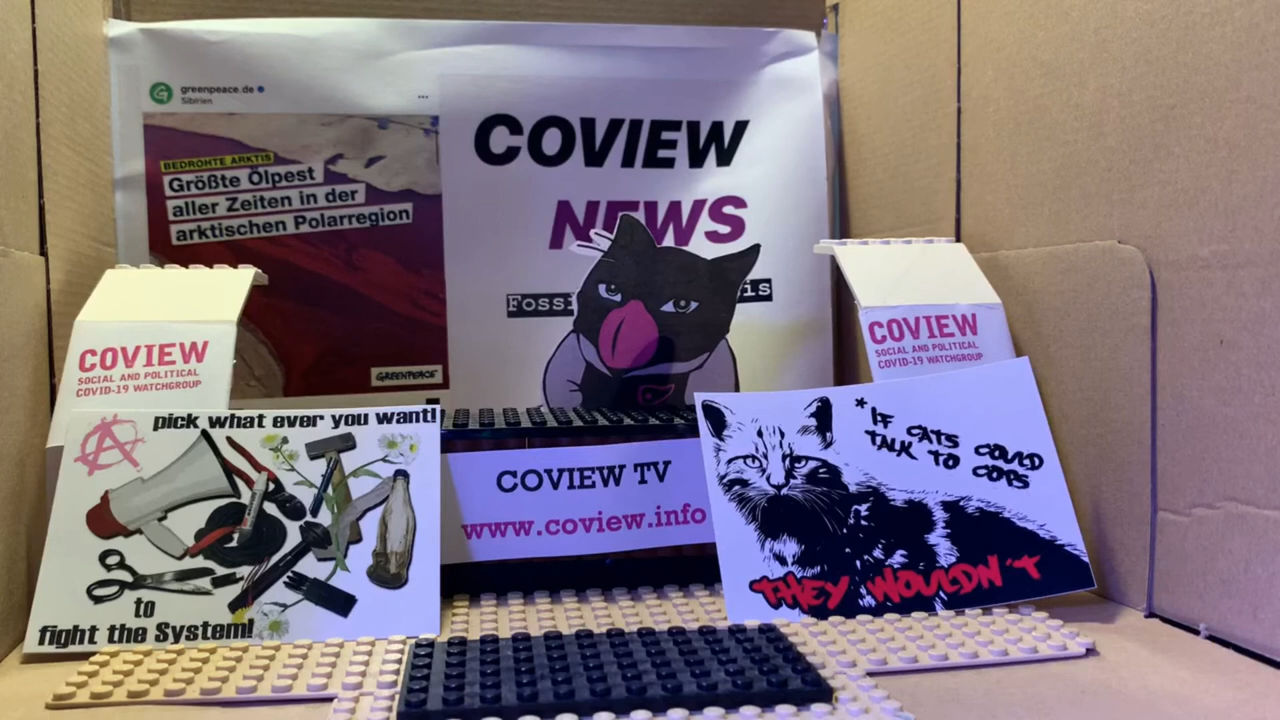 greenpeace.de
Sibirien
BEDROHTE ARKTIS
Größte Ölpest
aller Zeiten in der
arktischen Polarregion
GREENPEACE
COVIEW
NEWS
COVIEW
SOCIAL AND POLITICAL
COVID-19 WATCHGROUP
COVIEW
SOCIAL AND POLITICAL
COVID-19 WATCHGROUP
pick what ever you want!
to
fight the System!
COVIEW TV
www.coview.info
*IF CATS COULD
TALK TO COPS
THEY WOULDN'T